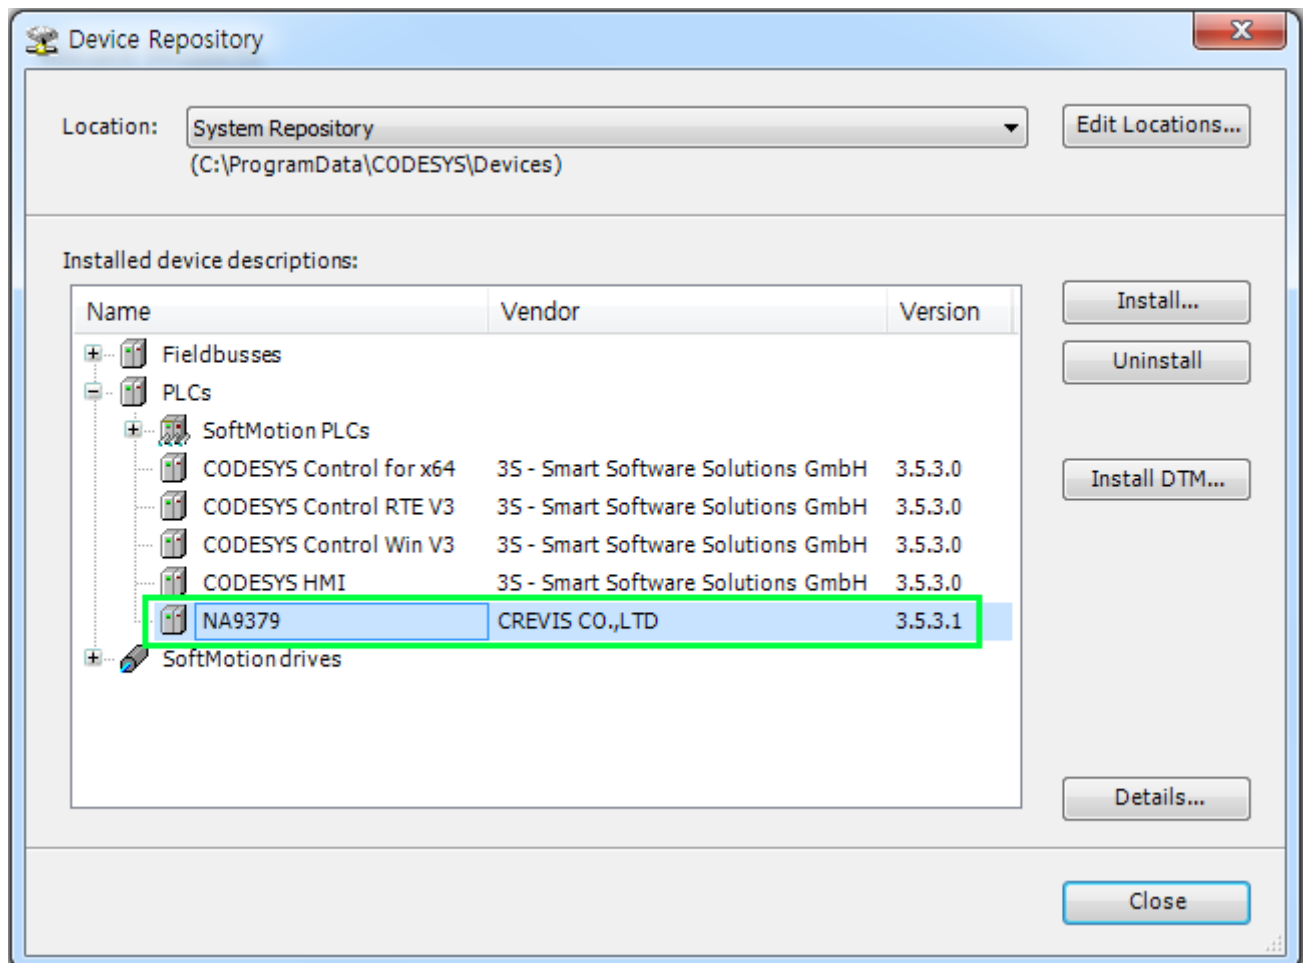 Device Repository
Location: System Repository Edit Locations...
(C:\ProgramData\CODESYS\Devices)
Installed device descriptions:
Name Vendor Version
Install...
Fieldbusses
Uninstall
PLCs
SoftMotion PLCs
CODESYS Control for x64 3S - Smart Software Solutions GmbH 3.5.3.0
Install DTM...
CODESYS Control RTE V3 3S - Smart Software Solutions GmbH 3.5.3.0
CODESYS Control Win V3 3S - Smart Software Solutions GmbH 3.5.3.0
CODESYS HMI 3S - Smart Software Solutions GmbH 3.5.3.0
NA9379 CREVIS CO.,LTD 3.5.3.1
SoftMotion drives
Details...
Close